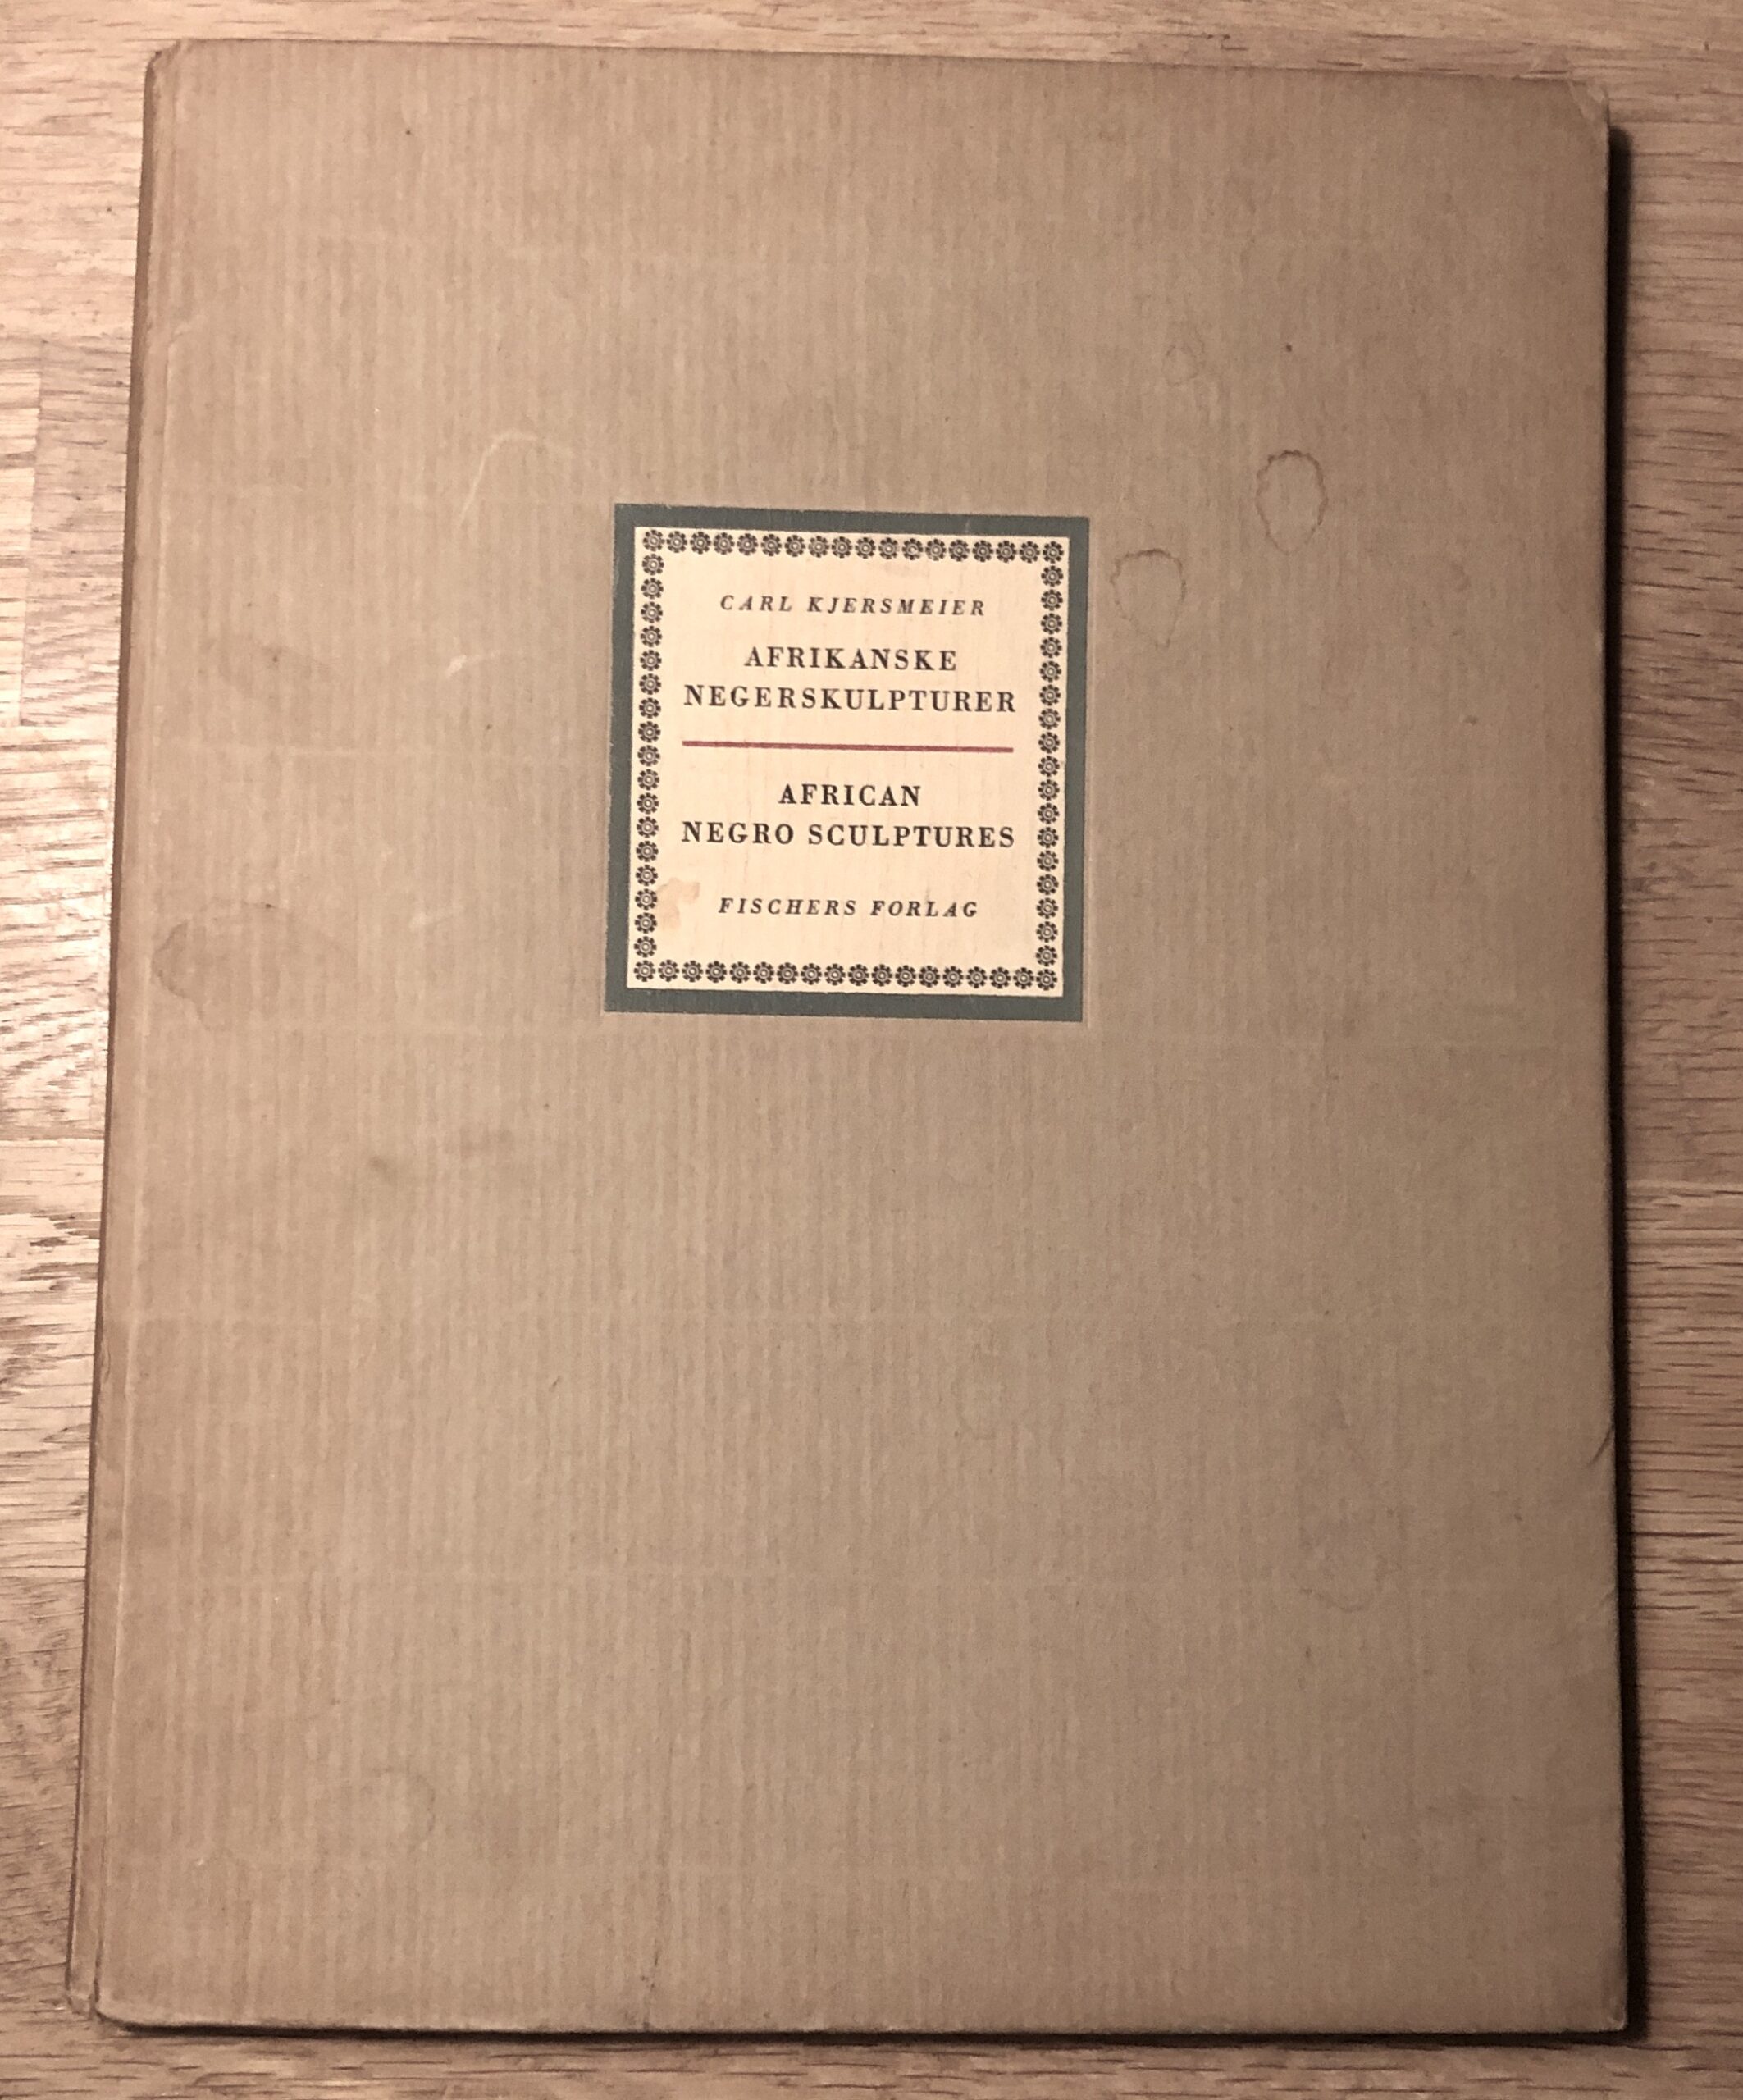 CARL KJERSMEIER
AFRIKANSKE
NEGERSKULPTURER
AFRICAN
NEGRO SCULPTURES
FISCHERS FORLAG